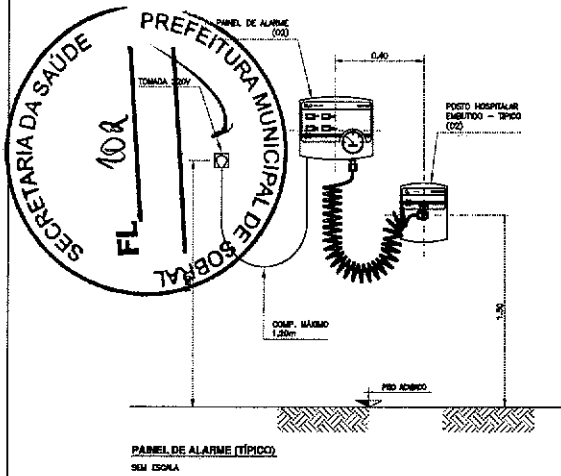 PREFEITURA MUNICIPAL DE SOBRAL
SECRETARIA DA SAÚDE
FL 102
PAINEL DE ALARME
(02)
TOMADA 220V
0.40
POSTO HOSPITALAR
EMBUTIDO - TÍPICO
(02)
COMP. MÁXIMO
1,20m
1.50
PISO ACABADO
PAINEL DE ALARME (TÍPICO)
SEM ESCALA